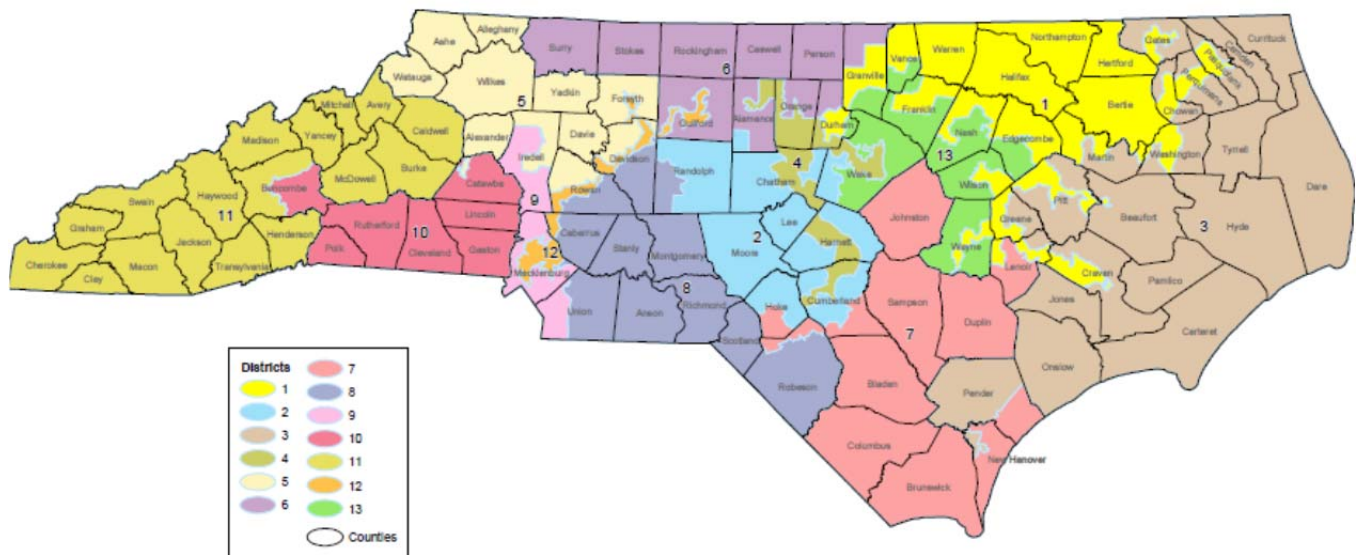 Ashe
Alleghany
Surry
Stokes
Rockingham
Caswell
Person
Vance
Warren
Northampton
Gates
Currituck
Camden
Pasquotank
Perquimans
Hertford
Halifax
Granville
Watauga
Wilkes
Yadkin
Forsyth
Guilford
Alamance
Orange
Durham
Franklin
Bertie
Chowan
6
5
1
Mitchell
Avery
Caldwell
Alexander
Davie
Iredell
Davidson
Randolph
Chatham
Wake
Nash
Edgecombe
Martin
Washington
Tyrrell
Dare
Madison
Yancey
Burke
McDowell
Catawba
Rowan
4
13
Wilson
Pitt
Beaufort
Hyde
3
Swain
Haywood
Buncombe
Rutherford
Lincoln
9
Lee
Johnston
Greene
Graham
11
Jackson
Henderson
Polk
10
Cleveland
Gaston
12
Mecklenburg
Cabarrus
Stanly
Montgomery
Moore
2
Harnett
Wayne
Lenoir
Craven
Pamlico
Cherokee
Clay
Macon
Transylvania
Union
Anson
8
Richmond
Hoke
Cumberland
Sampson
Duplin
Jones
Carteret
Scotland
7
Onslow
Robeson
Bladen
Pender
Columbus
New Hanover
Brunswick
Districts
1
2
3
4
5
6
7
8
9
10
11
12
13
Counties